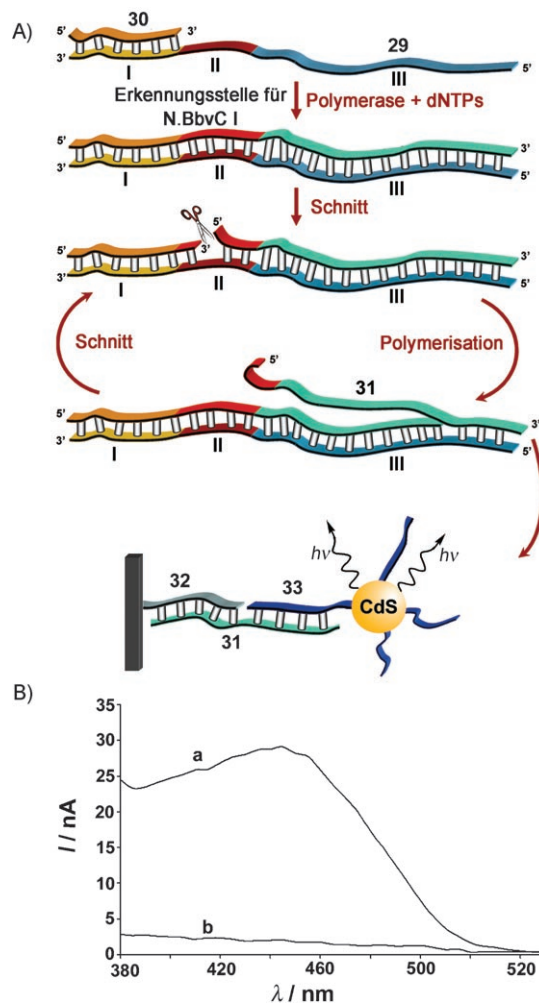 A)
30
5'
3'
29
3'
I
II
III
5'
Erkennungsstelle für
N.BbvC I
Polymerase + dNTPs
5'
3'
3'
I
II
III
5'
Schnitt
5'
5'
3'
3'
3'
I
II
III
5'
Schnitt
Polymerisation
5'
31
5'
3'
3'
I
II
III
5'
hν
hν
32
33
CdS
31
B)
35
30
25
20
15
10
5
0
I / nA
a
b
380
420
460
500
λ / nm